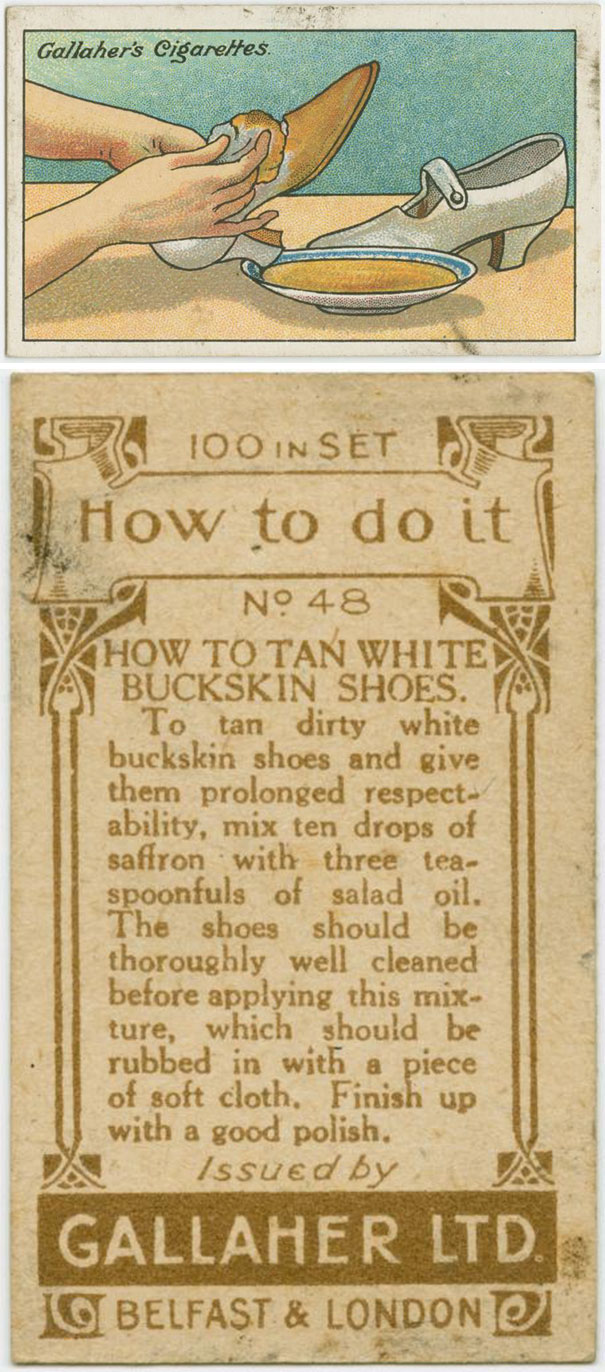 Gallaher's Cigarettes.
100 IN SET
How to do it
Nº 48
HOW TO TAN WHITE
BUCKSKIN SHOES.
To tan dirty white
buckskin shoes and give
them prolonged respect-
ability, mix ten drops of
saffron with three tea-
spoonfuls of salad oil.
The shoes should be
thoroughly well cleaned
before applying this mix-
ture, which should be
rubbed in with a piece
of soft cloth. Finish up
with a good polish.
Issued by
GALLAHER LTD.
BELFAST & LONDON